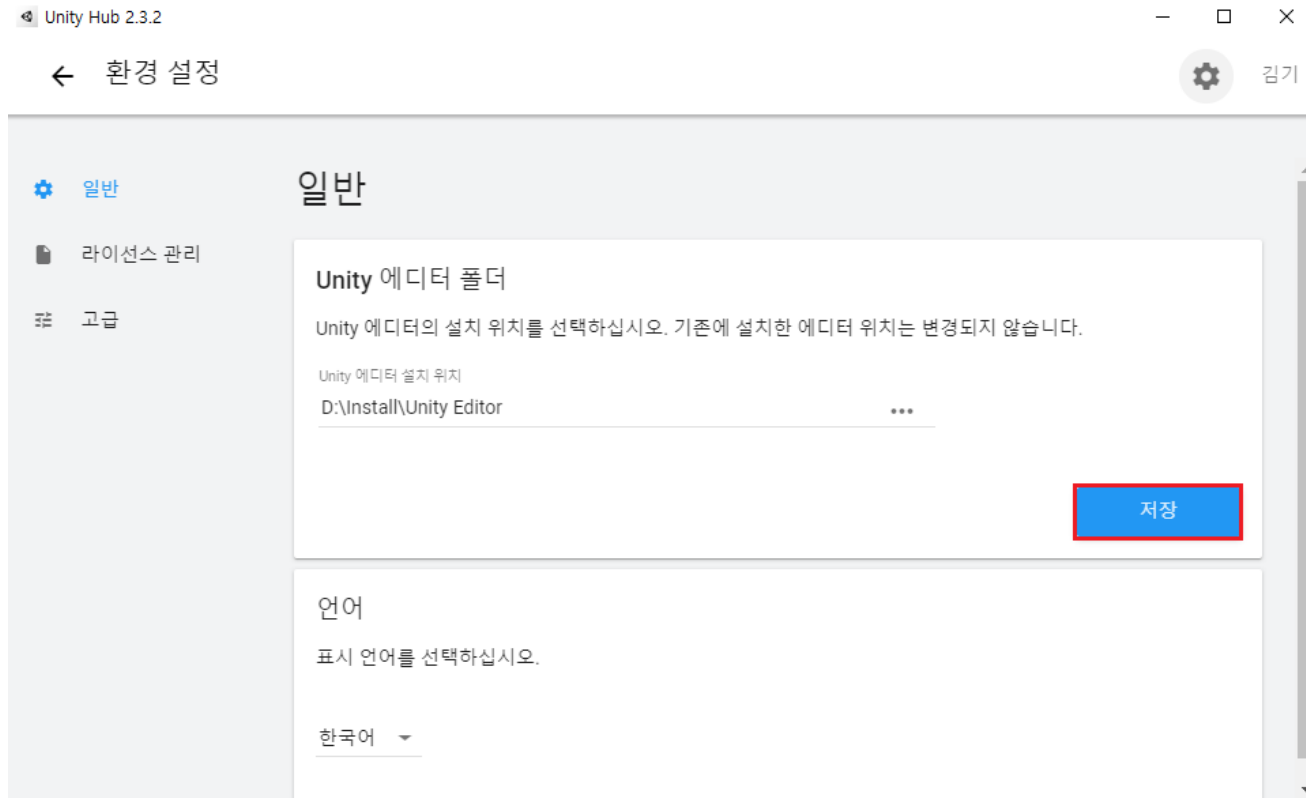 Unity Hub 2.3.2
환경 설정
김기
일반
라이선스 관리
고급
일반
Unity 에디터 폴더
Unity 에디터의 설치 위치를 선택하십시오. 기존에 설치한 에디터 위치는 변경되지 않습니다.
Unity 에디터 설치 위치
D:\Install\Unity Editor
저장
언어
표시 언어를 선택하십시오.
한국어